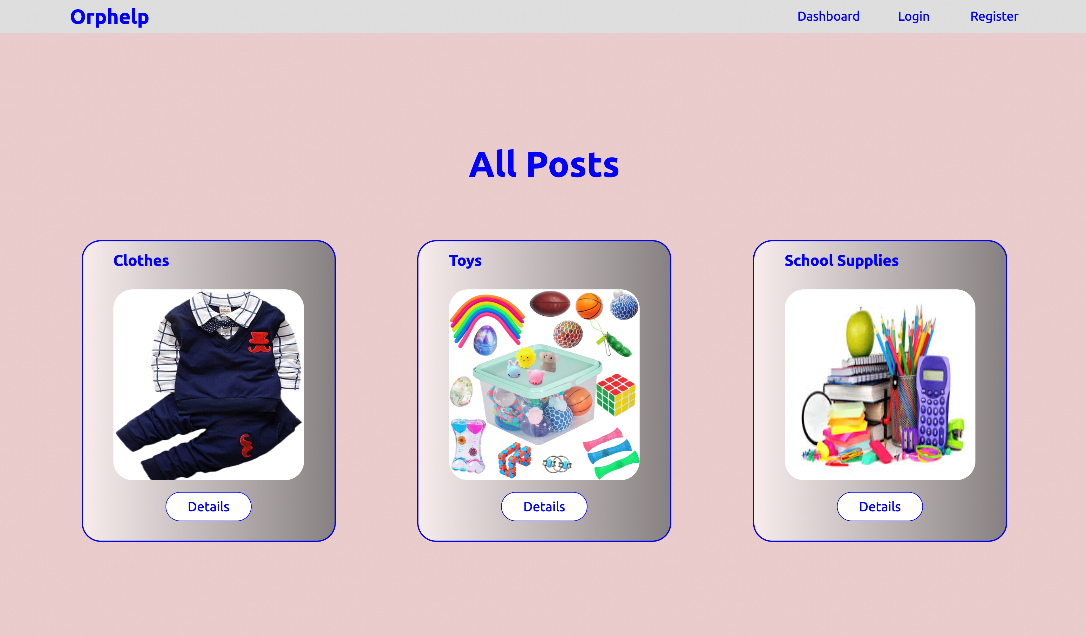 Orphelp Dashboard Login Register
All Posts
Clothes Toys School Supplies
Details Details Details